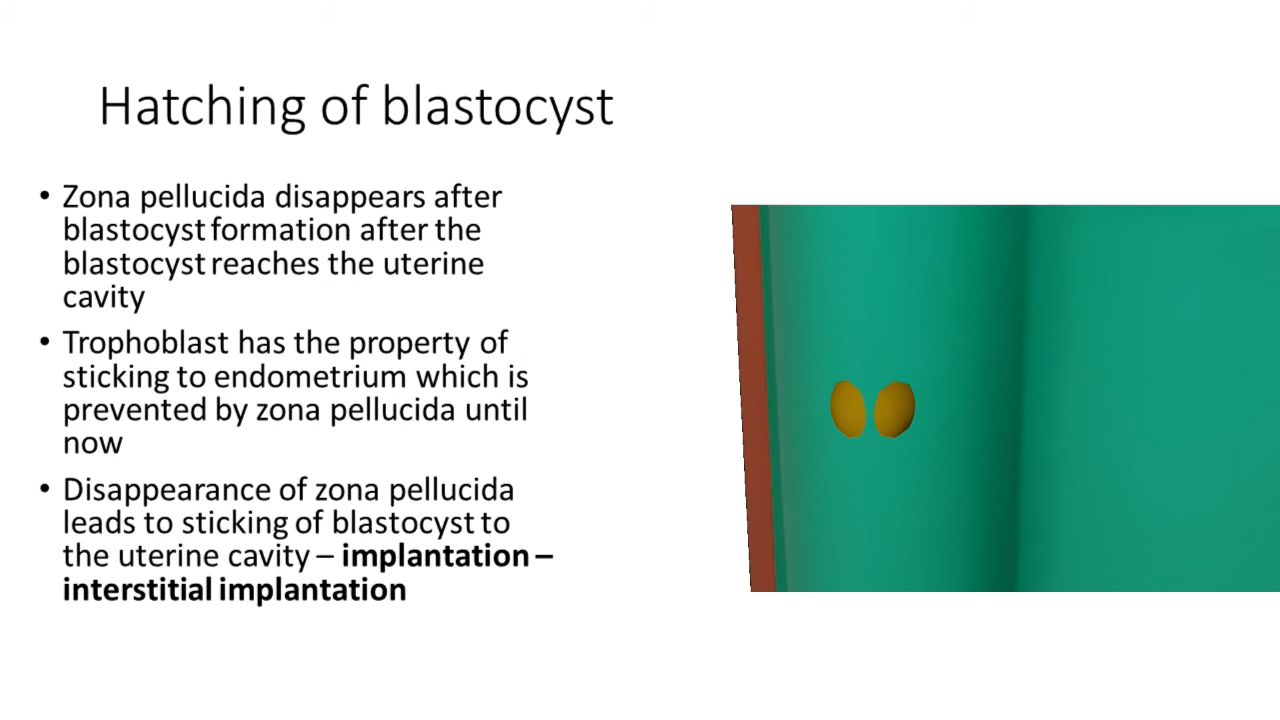 Hatching of blastocyst
• Zona pellucida disappears after
blastocyst formation after the
blastocyst reaches the uterine
cavity
• Trophoblast has the property of
sticking to endometrium which is
prevented by zona pellucida until
now
• Disappearance of zona pellucida
leads to sticking of blastocyst to
the uterine cavity – implantation –
interstitial implantation